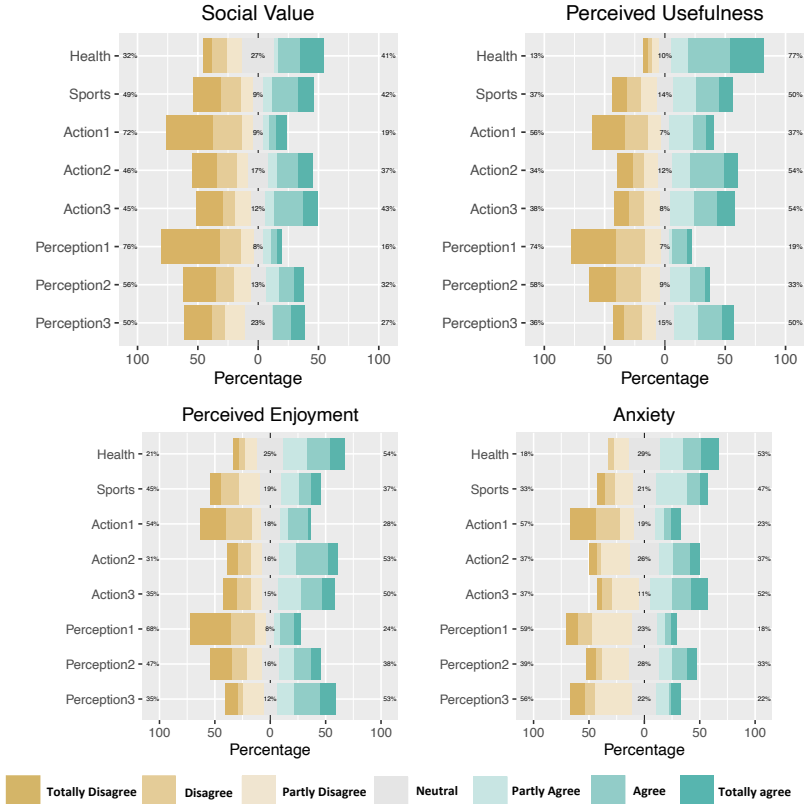 Social Value
Health 32% 27% 41%
Sports 49% 9% 42%
Action1 72% 9% 19%
Action2 46% 17% 37%
Action3 45% 12% 43%
Perception1 76% 8% 16%
Perception2 56% 13% 32%
Perception3 50% 23% 27%
100 50 0 50 100
Percentage
Perceived Usefulness
Health 13% 10% 77%
Sports 37% 14% 50%
Action1 56% 7% 37%
Action2 34% 12% 54%
Action3 38% 8% 54%
Perception1 74% 7% 19%
Perception2 58% 9% 33%
Perception3 36% 15% 50%
100 50 0 50 100
Percentage
Perceived Enjoyment
Health 21% 25% 54%
Sports 45% 19% 37%
Action1 54% 18% 28%
Action2 31% 16% 53%
Action3 35% 15% 50%
Perception1 68% 8% 24%
Perception2 47% 16% 38%
Perception3 35% 12% 53%
100 50 0 50 100
Percentage
Anxiety
Health 18% 29% 53%
Sports 33% 21% 47%
Action1 57% 19% 23%
Action2 37% 26% 37%
Action3 37% 11% 52%
Perception1 59% 23% 18%
Perception2 39% 28% 33%
Perception3 56% 22% 22%
100 50 0 50 100
Percentage
Totally Disagree Disagree Partly Disagree Neutral Partly Agree Agree Totally agree